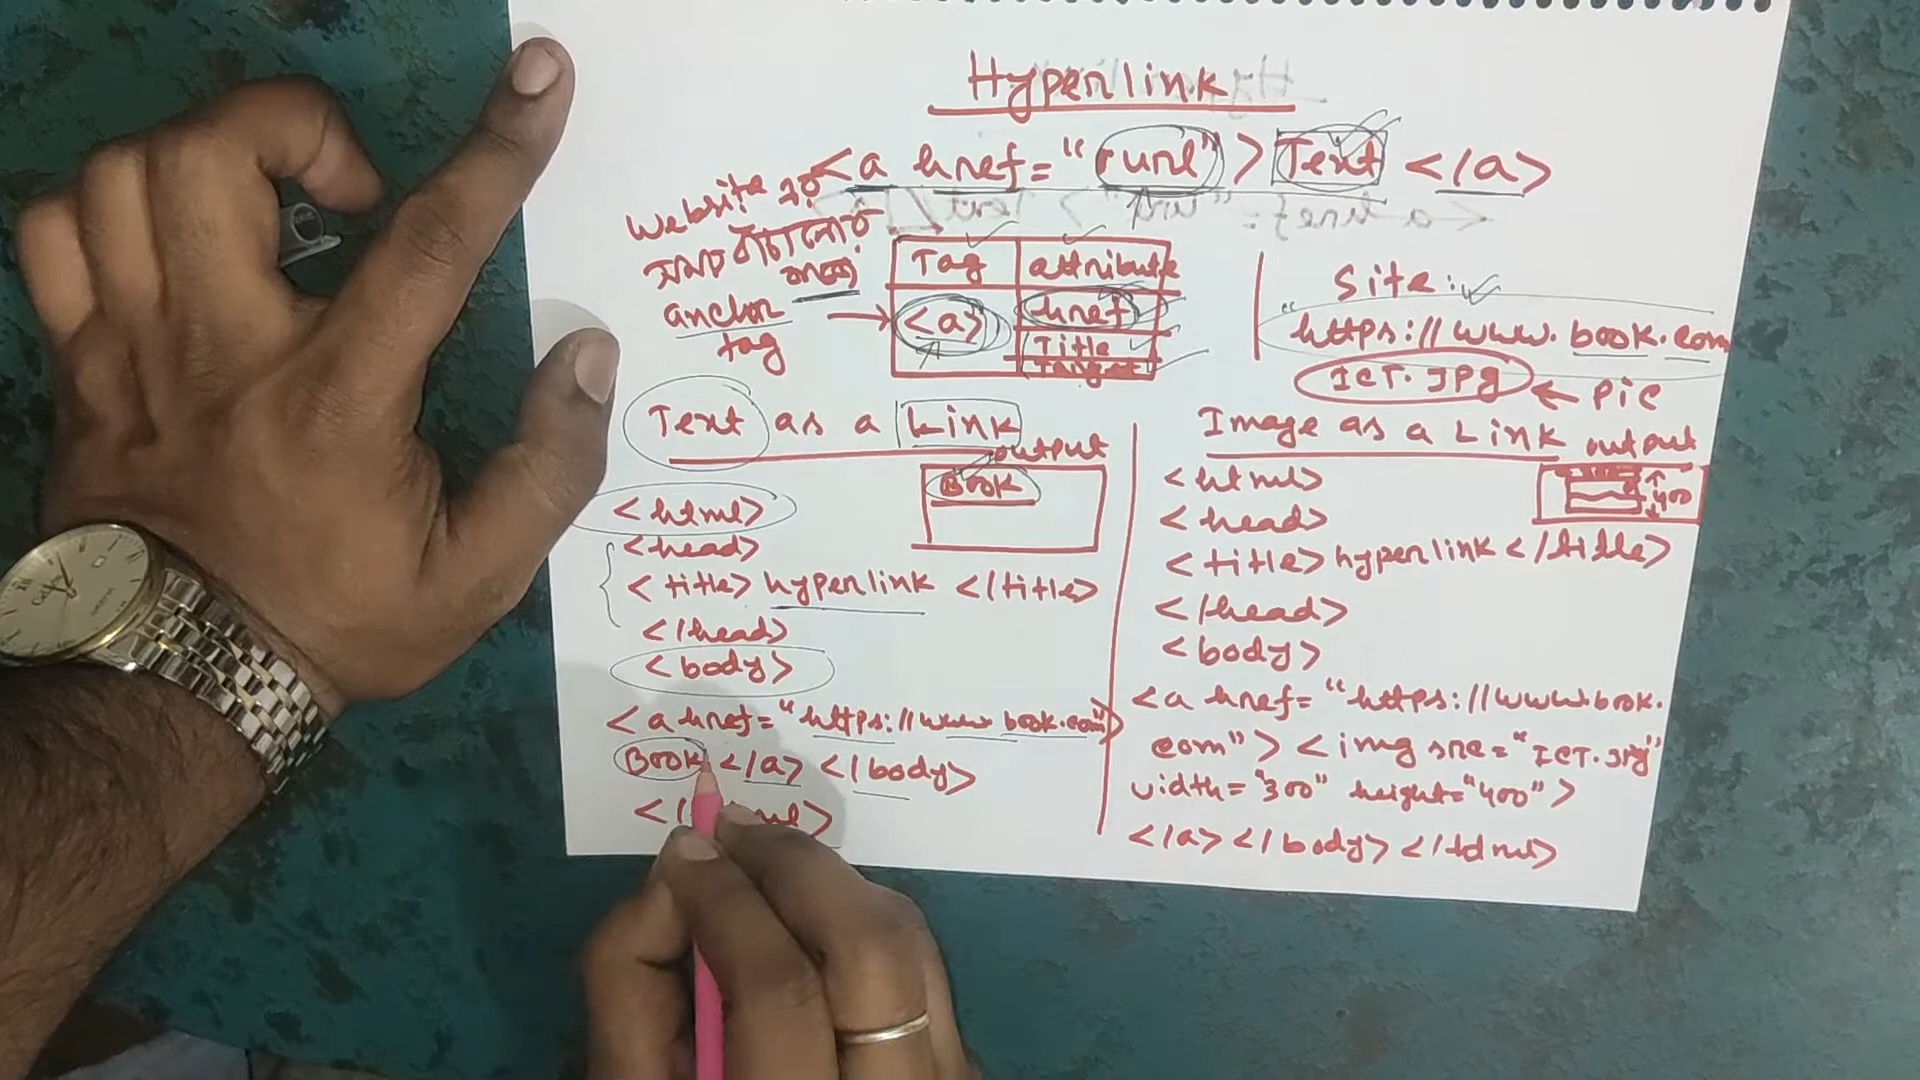 Hyperlink
<a href="url"> Text </a>
Website এর
সময় বাঁচানোর
anchor
tag
Tag attribute
<a> href
Title
Target
Site:
"https://www.book.com
ICT.jpg ← pic
Text as a Link
output
Book
<html>
<head>
<title> hyperlink </title>
</head>
<body>
<a href="https://www.book.com">
Book </a> </body>
Image as a Link output
400
<html>
<head>
<title> hyperlink </title>
</head>
<body>
<a href="https://www.book.
com"> <img src="ICT.jpg"
width="300" height="400">
</a> </body> </html>